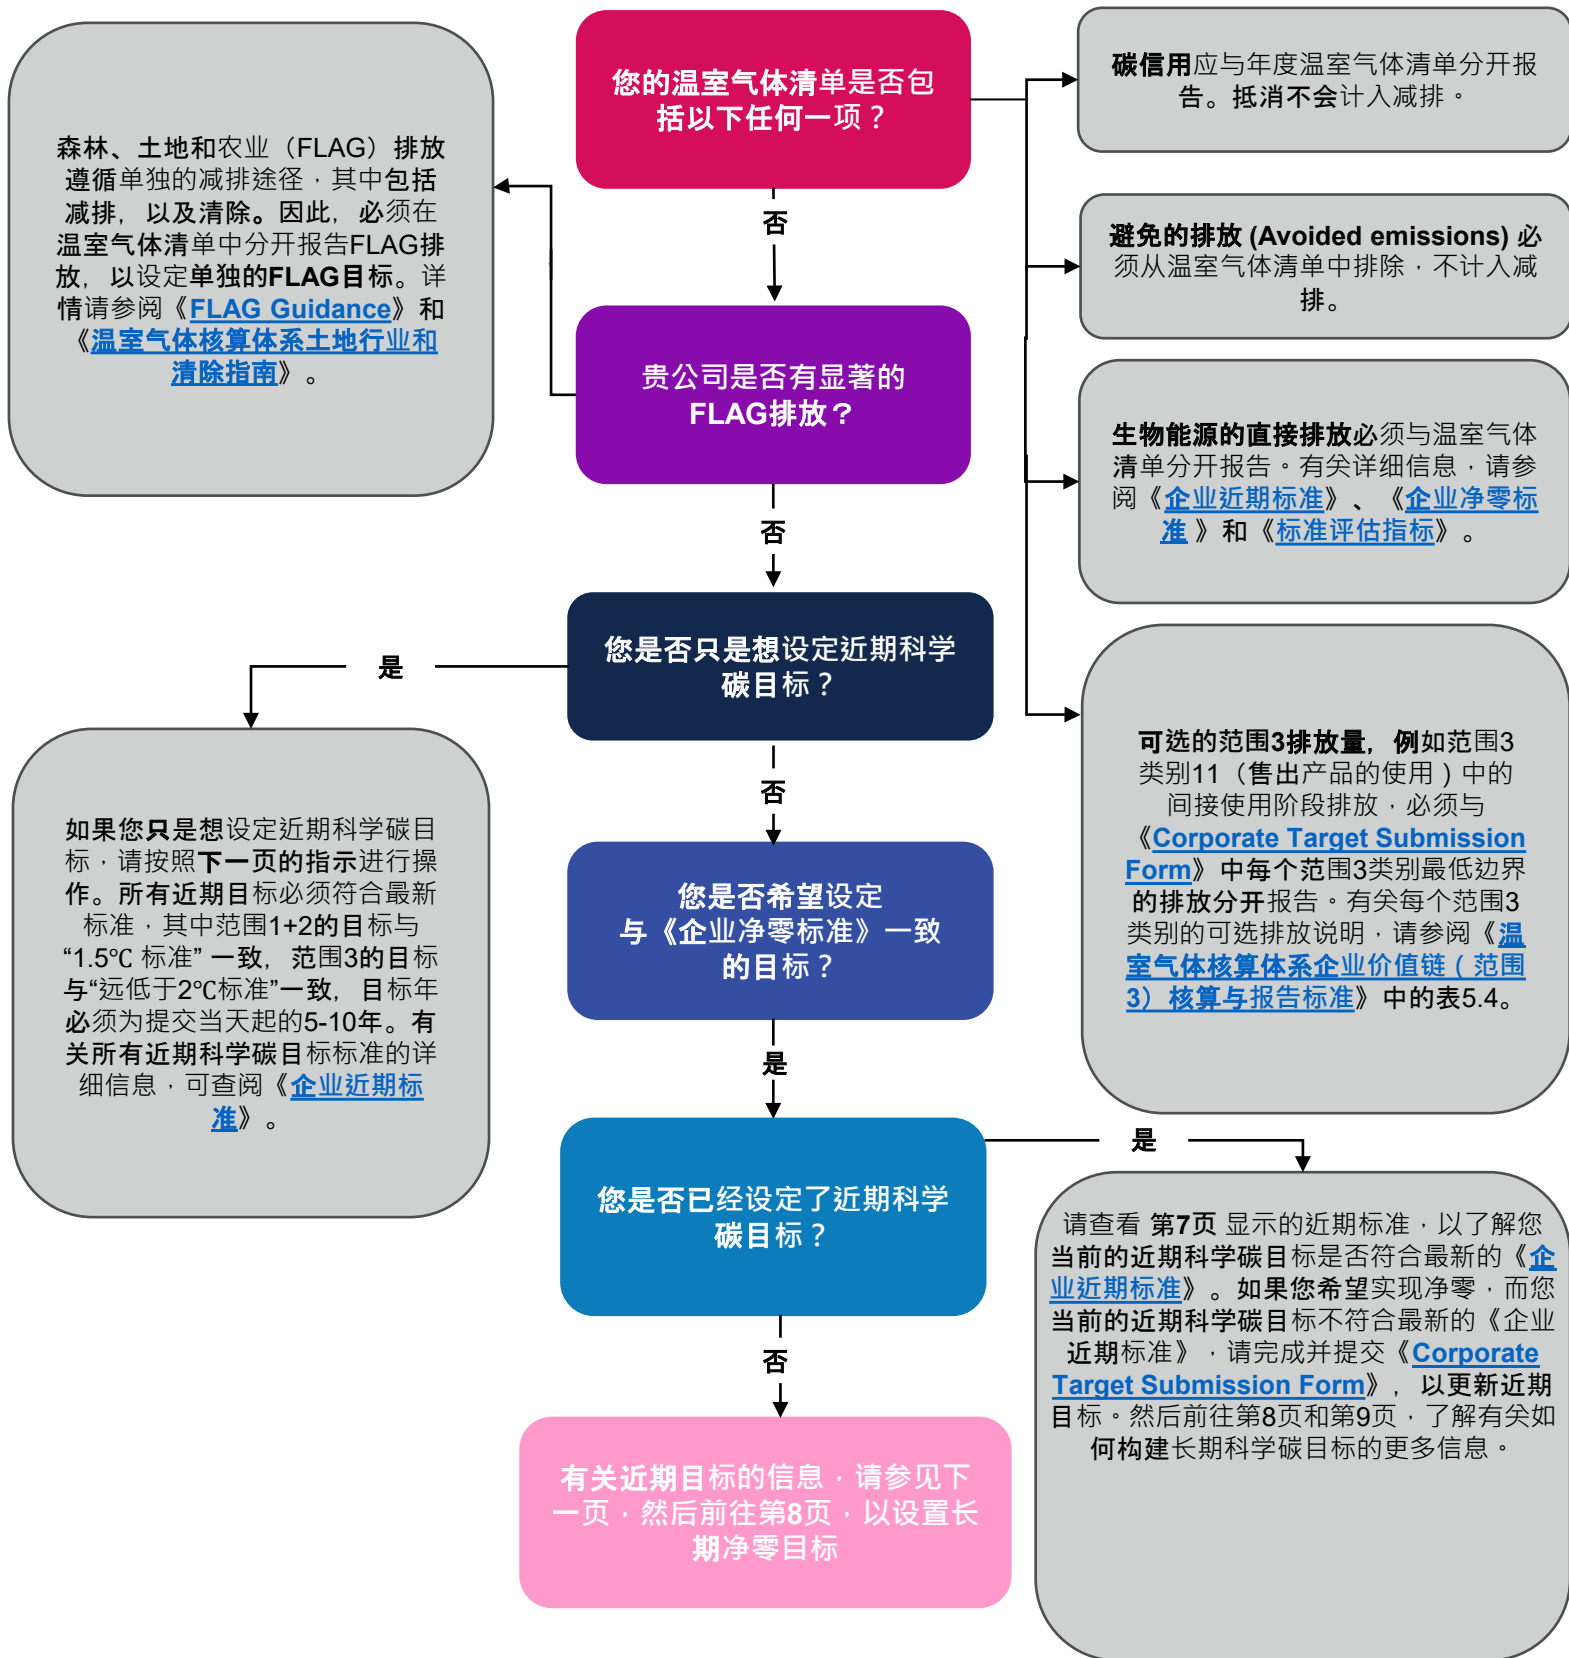 您的温室气体清单是否包
括以下任何一项？
碳信用应与年度温室气体清单分开报
告。抵消不会计入减排。
森林、土地和农业（FLAG）排放
遵循单独的减排途径，其中包括
减排，以及清除。因此，必须在
温室气体清单中分开报告FLAG排
放，以设定单独的FLAG目标。详
情请参阅《FLAG Guidance》和
《温室气体核算体系土地行业和
清除指南》。
否
避免的排放 (Avoided emissions) 必
须从温室气体清单中排除，不计入减
排。
贵公司是否有显著的
FLAG排放？
生物能源的直接排放必须与温室气体
清单分开报告。有关详细信息，请参
阅《企业近期标准》、《企业净零标
准 》和《标准评估指标》。
否
您是否只是想设定近期科学
碳目标？
是
可选的范围3排放量，例如范围3
类别11（售出产品的使用）中的
间接使用阶段排放，必须与
《Corporate Target Submission
Form》中每个范围3类别最低边界
的排放分开报告。有关每个范围3
类别的可选排放说明，请参阅《温
室气体核算体系企业价值链（范围
3）核算与报告标准》中的表5.4。
否
如果您只是想设定近期科学碳目
标，请按照下一页的指示进行操
作。所有近期目标必须符合最新
标准，其中范围1+2的目标与
“1.5℃ 标准” 一致，范围3的目标
与“远低于2℃标准”一致，目标年
必须为提交当天起的5-10年。有
关所有近期科学碳目标标准的详
细信息，可查阅《企业近期标
准》。
您是否希望设定
与《企业净零标准》一致
的目标？
是
是
您是否已经设定了近期科学
碳目标？
请查看 第7页 显示的近期标准，以了解您
当前的近期科学碳目标是否符合最新的《企
业近期标准》。如果您希望实现净零，而您
当前的近期科学碳目标不符合最新的《企业
近期标准》，请完成并提交《Corporate
Target Submission Form》，以更新近期
目标。然后前往第8页和第9页，了解有关如
何构建长期科学碳目标的更多信息。
否
有关近期目标的信息，请参见下
一页，然后前往第8页，以设置长
期净零目标